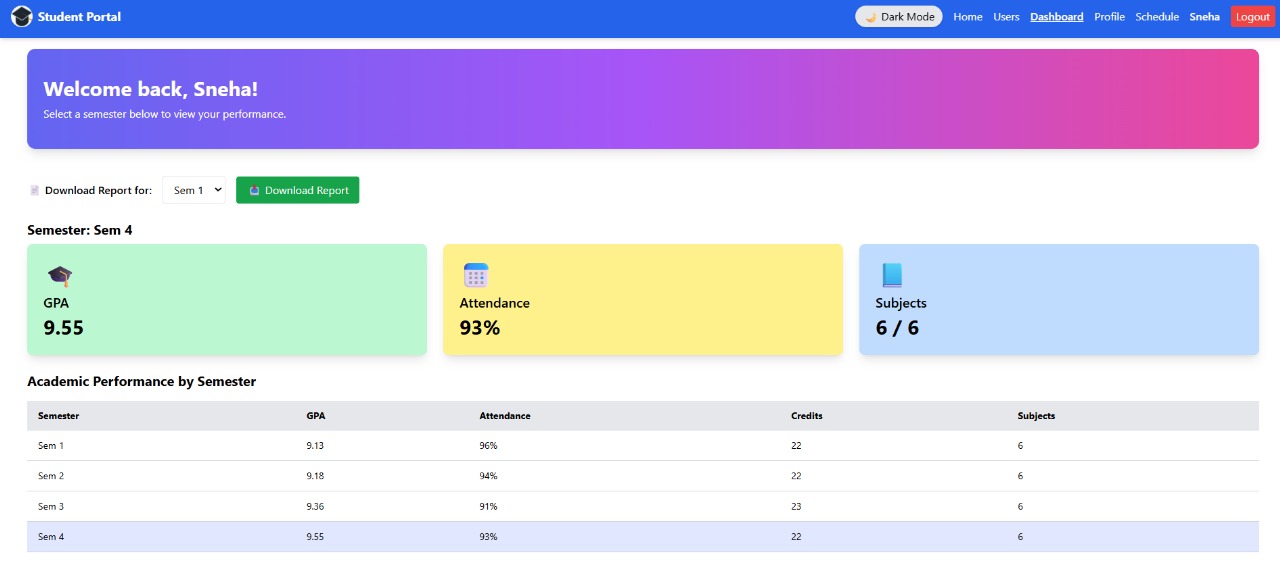 Student Portal
🌙 Dark Mode Home Users Dashboard Profile Schedule Sneha Logout
Welcome back, Sneha!
Select a semester below to view your performance.
Download Report for: Sem 1 Download Report
Semester: Sem 4
GPA
9.55
Attendance
93%
Subjects
6 / 6
Academic Performance by Semester
Semester GPA Attendance Credits Subjects
Sem 1 9.13 96% 22 6
Sem 2 9.18 94% 22 6
Sem 3 9.36 91% 23 6
Sem 4 9.55 93% 22 6